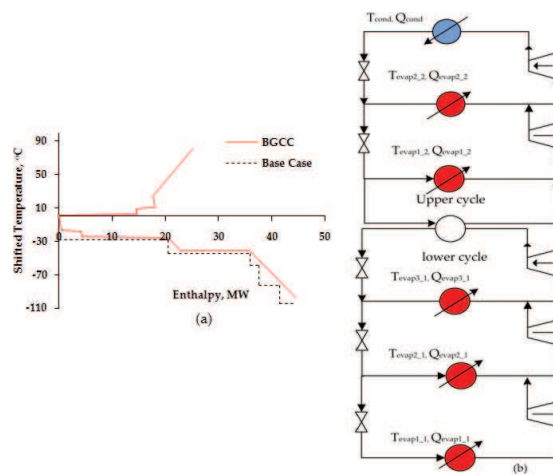 (a)
90
50
10
-30
-70
-110
0
10
20
30
40
50
Shifted Temperature, °C
BGCC
Base Case
Enthalpy, MW
Tcond, Qcond
Tevap2_2, Qevap2_2
Tevap1_2, Qevap1_2
Upper cycle
lower cycle
Tevap3_1, Qevap3_1
Tevap2_1, Qevap2_1
Tevap1_1, Qevap1_1
(a)
(b)